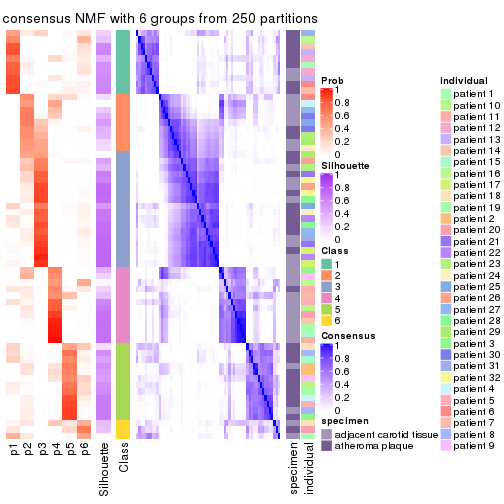 consensus NMF with 6 groups from 250 partitions
Prob
1
0.8
0.6
0.4
0.2
0
Silhouette
1
0.8
0.6
0.4
0.2
0
Class
1
2
3
4
5
6
Consensus
1
0.8
0.6
0.4
0.2
0
specimen
adjacent carotid tissue
atheroma plaque
individual
patient 1
patient 10
patient 11
patient 12
patient 13
patient 14
patient 15
patient 16
patient 17
patient 18
patient 19
patient 2
patient 20
patient 21
patient 22
patient 23
patient 24
patient 25
patient 26
patient 27
patient 28
patient 29
patient 3
patient 30
patient 31
patient 32
patient 4
patient 5
patient 6
patient 7
patient 8
patient 9
p1
p2
p3
p4
p5
p6
Silhouette
Class
specimen
individual